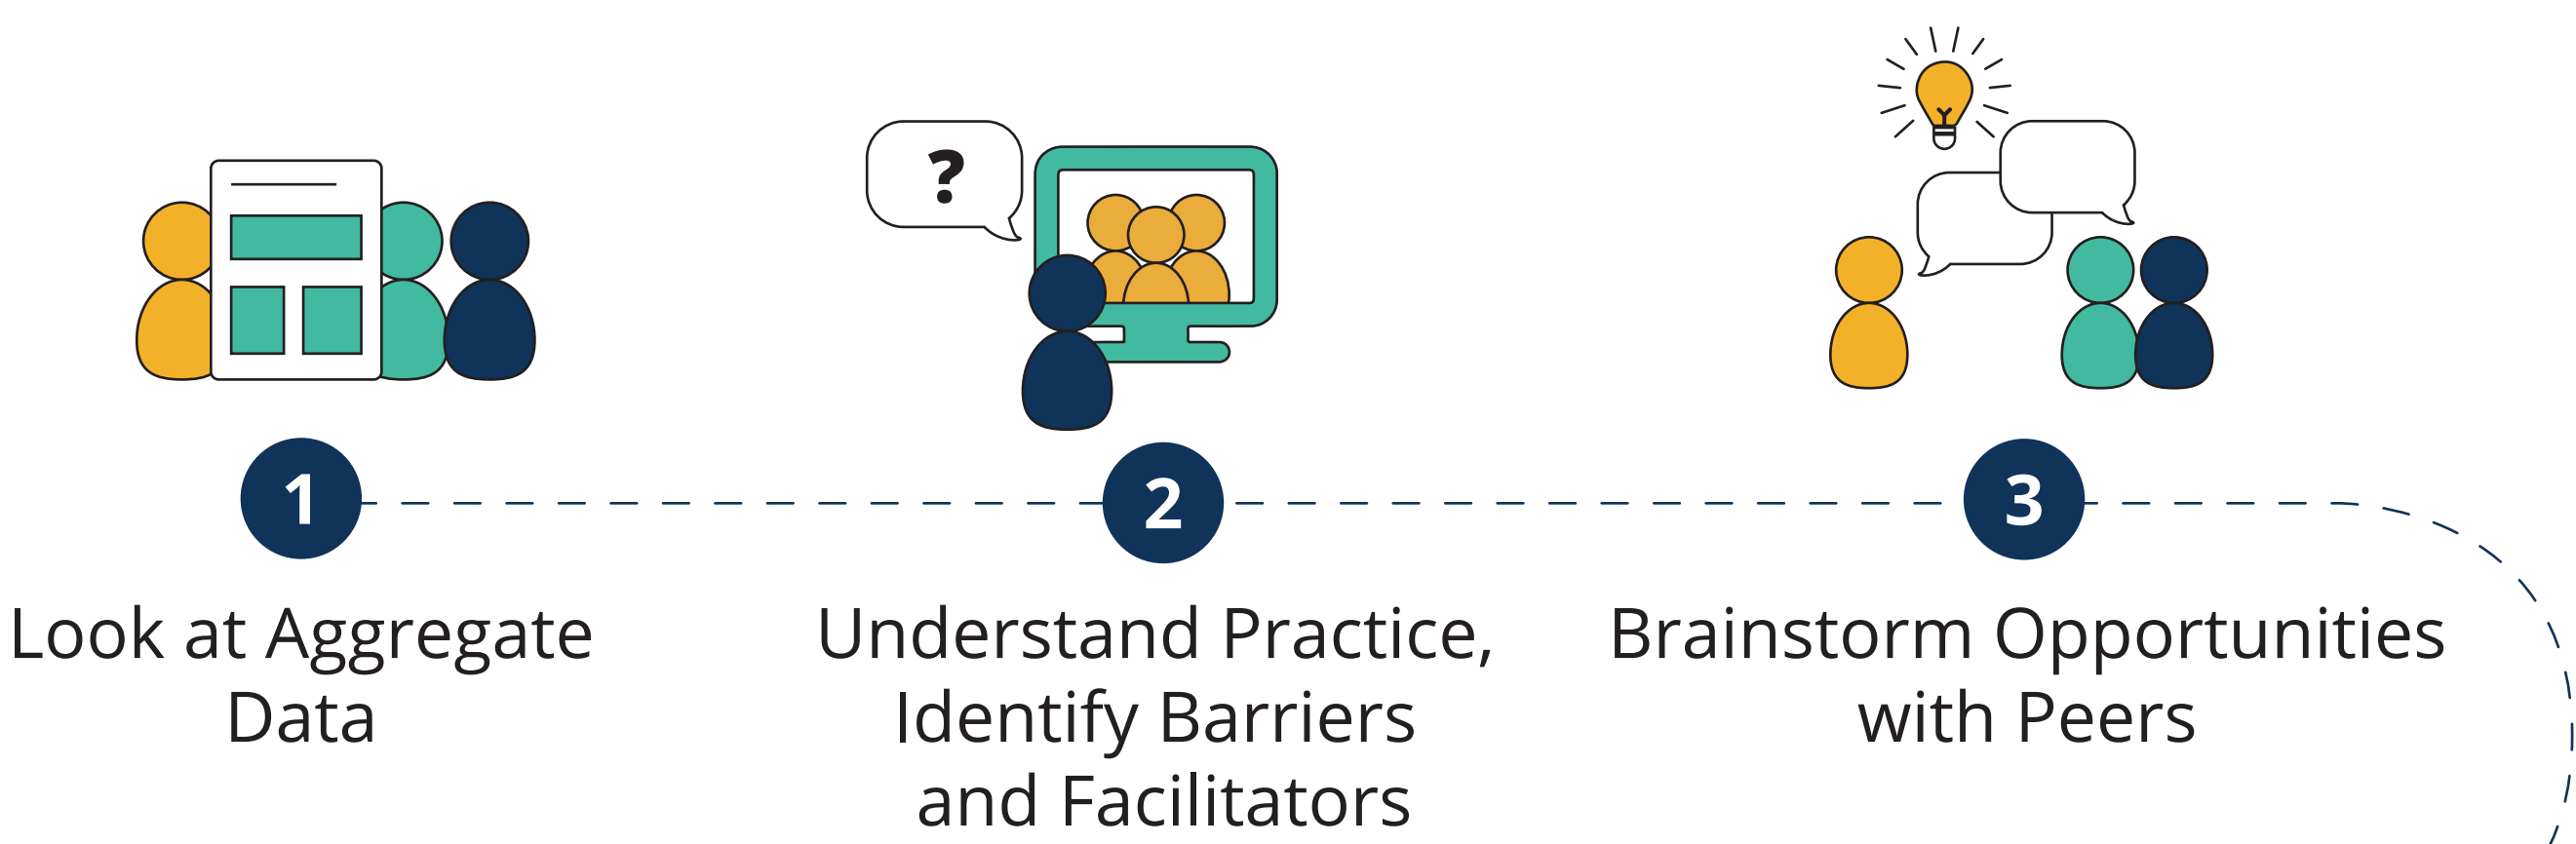 ?
1
2
3
Look at Aggregate
Data
Understand Practice,
Identify Barriers
and Facilitators
Brainstorm Opportunities
with Peers